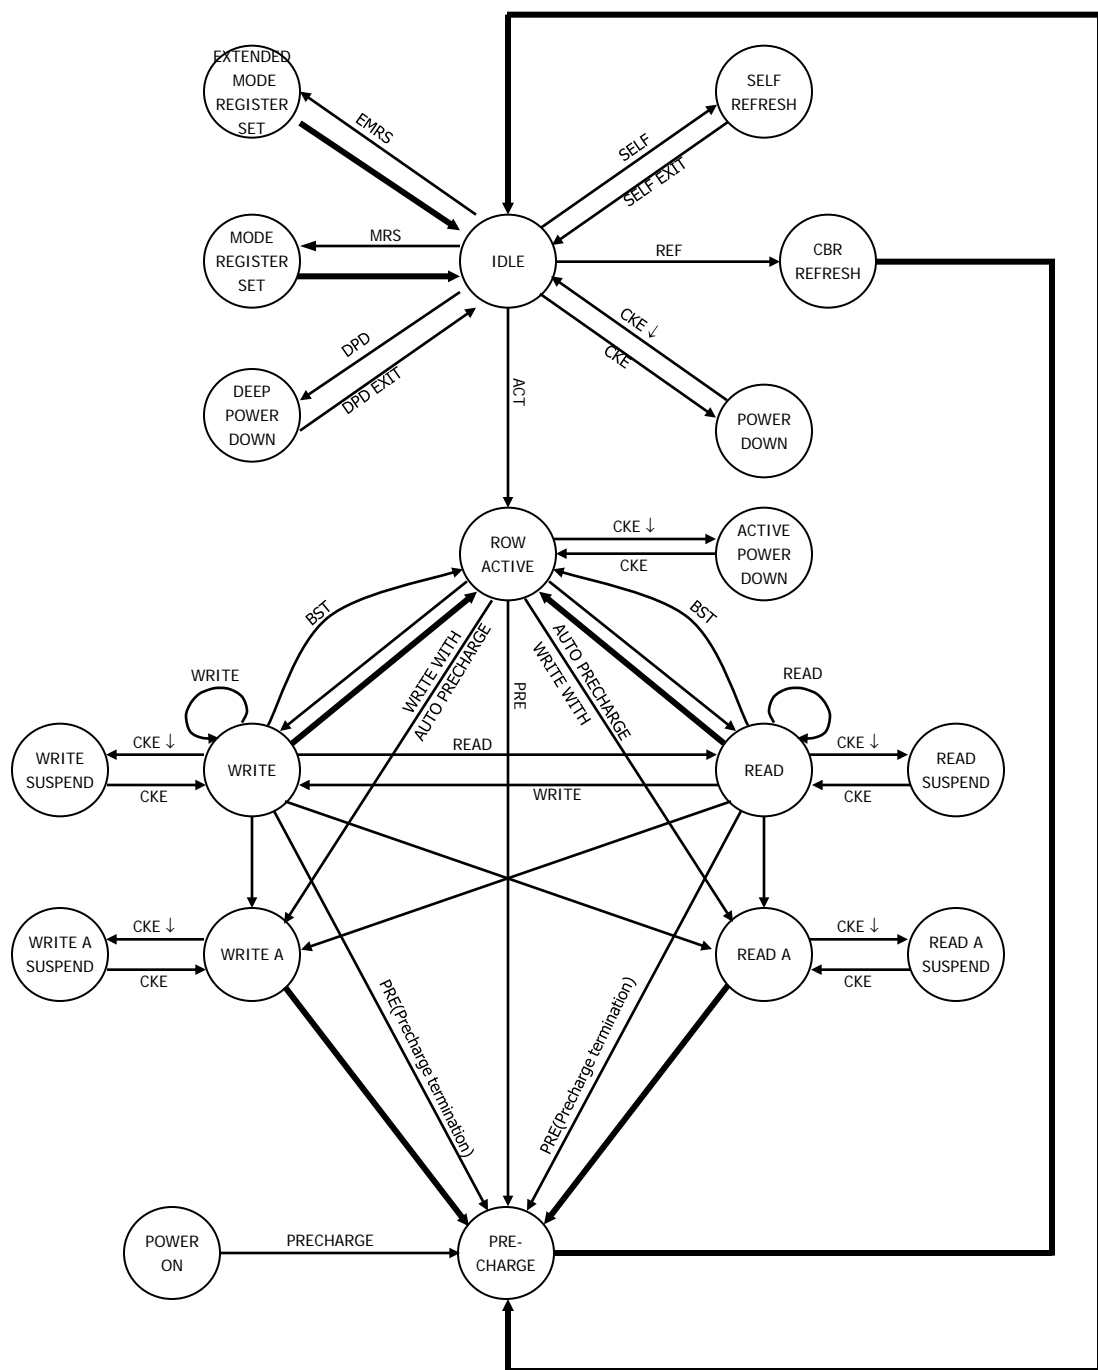 EXTENDED
MODE
REGISTER
SET
SELF
REFRESH
EMRS
SELF
SELF EXIT
MODE
REGISTER
SET
MRS
IDLE
REF
CBR
REFRESH
DPD
DPD EXIT
CKE ↓
CKE
DEEP
POWER
DOWN
ACT
POWER
DOWN
ROW
ACTIVE
CKE ↓
CKE
ACTIVE
POWER
DOWN
BST
BST
WRITE WITH
AUTO PRECHARGE
PRE
AUTO PRECHARGE
WRITE WITH
WRITE
READ
WRITE
SUSPEND
CKE ↓
CKE
WRITE
READ
WRITE
READ
CKE ↓
CKE
READ
SUSPEND
WRITE A
SUSPEND
CKE ↓
CKE
WRITE A
READ A
CKE ↓
CKE
READ A
SUSPEND
PRE(Precharge termination)
PRE(Precharge termination)
POWER
ON
PRECHARGE
PRE-
CHARGE